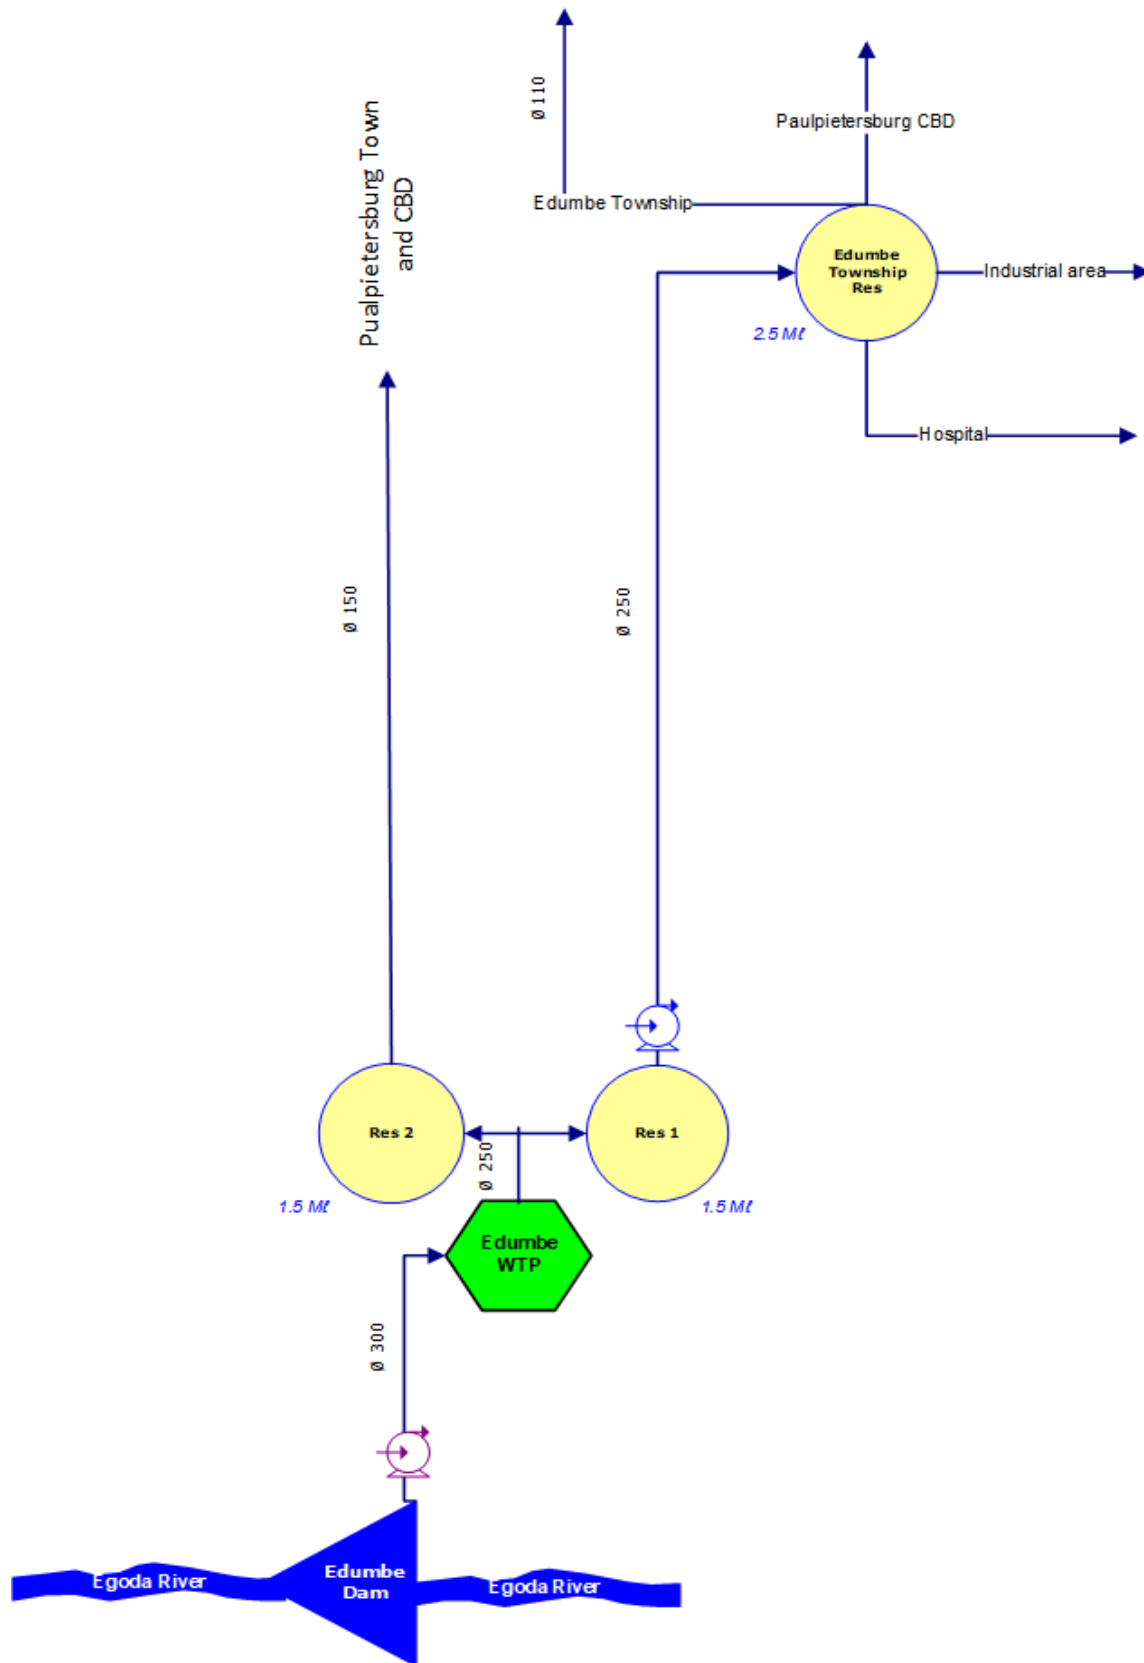 Ø110
Paulpietersburg CBD
Pualpietersburg Town
and CBD
Edumbe Township
Edumbe
Township
Res
Industrial area
2.5 Mℓ
Hospital
Ø 150
Ø 250
Res 2
Res 1
Ø 250
1.5 Mℓ
1.5 Mℓ
Edumbe
WTP
Ø 300
Edumbe
Dam
Egoda River
Egoda River